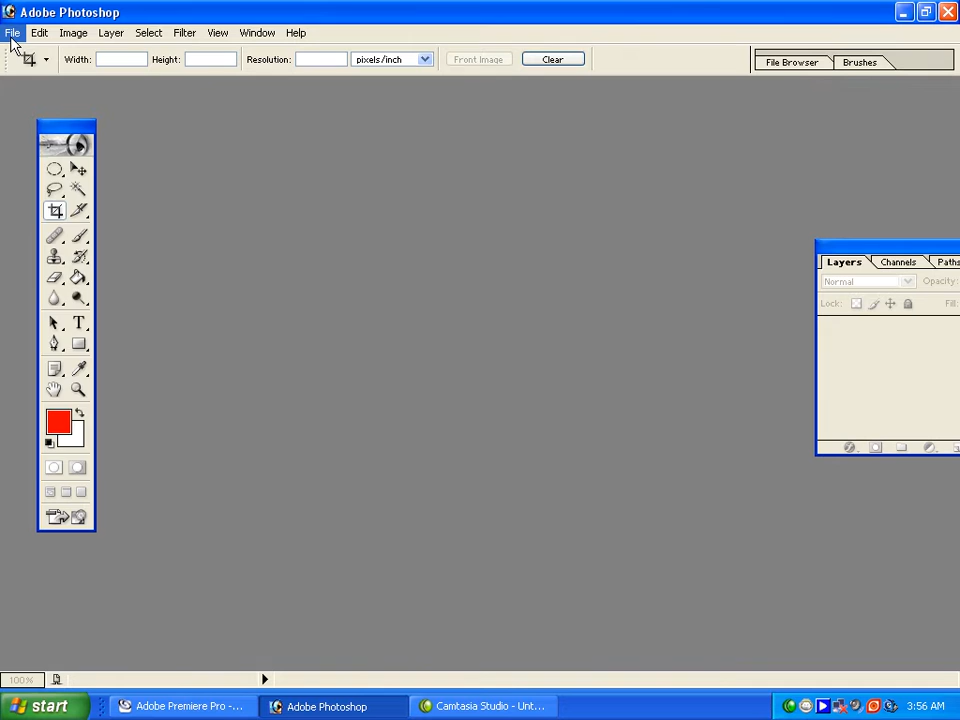 Adobe Photoshop
File Edit Image Layer Select Filter View Window Help
Width: Height: Resolution: pixels/inch Front Image Clear File Browser Brushes
Layers Channels Paths
Normal Opacity:
Lock: Fill:
T
100%
start Adobe Premiere Pro -... Adobe Photoshop Camtasia Studio - Unt... 3:56 AM